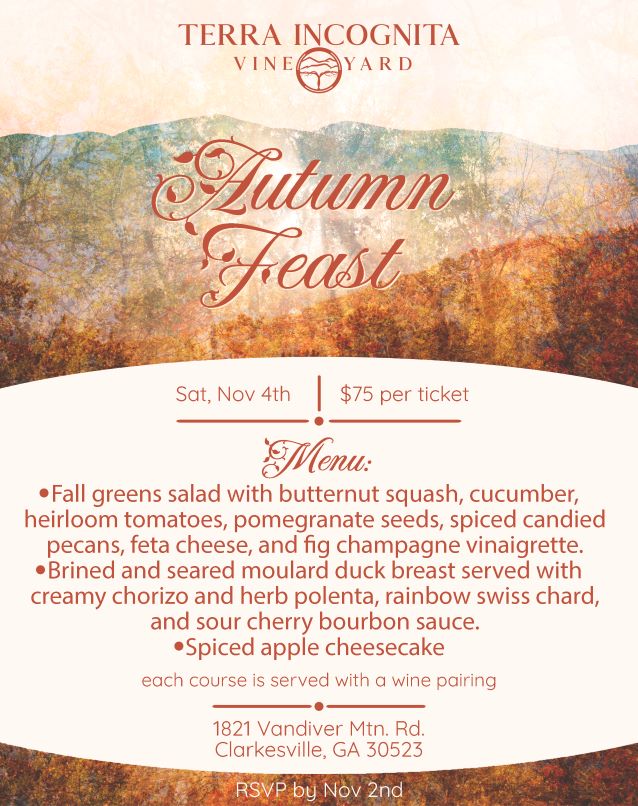 TERRA INCOGNITA
VINEYARD
Autumn
Feast
Sat, Nov 4th | $75 per ticket
Menu:
•Fall greens salad with butternut squash, cucumber,
heirloom tomatoes, pomegranate seeds, spiced candied
pecans, feta cheese, and fig champagne vinaigrette.
•Brined and seared moulard duck breast served with
creamy chorizo and herb polenta, rainbow swiss chard,
and sour cherry bourbon sauce.
•Spiced apple cheesecake
each course is served with a wine pairing
1821 Vandiver Mtn. Rd.
Clarkesville, GA 30523
RSVP by Nov 2nd